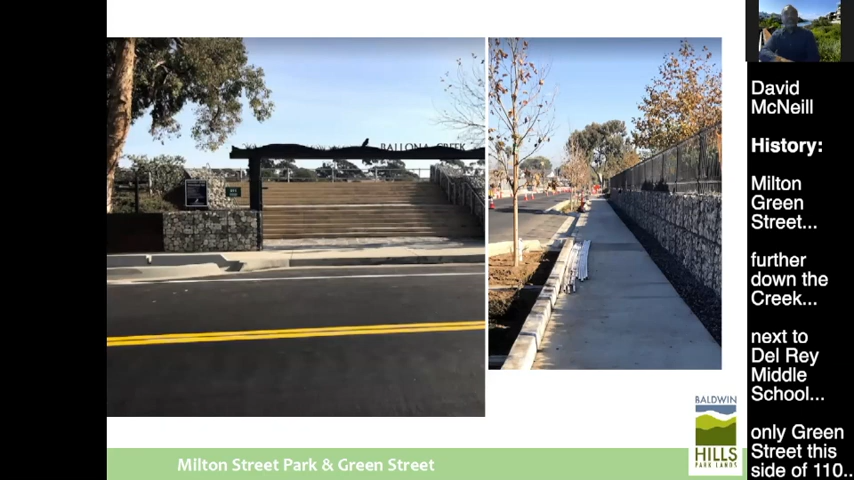 BALLONA CREEK
BALDWIN
HILLS
PARK LANDS
Milton Street Park & Green Street
David
McNeill
History:
Milton
Green
Street...
further
down the
Creek...
next to
Del Rey
Middle
School...
only Green
Street this
side of 110..